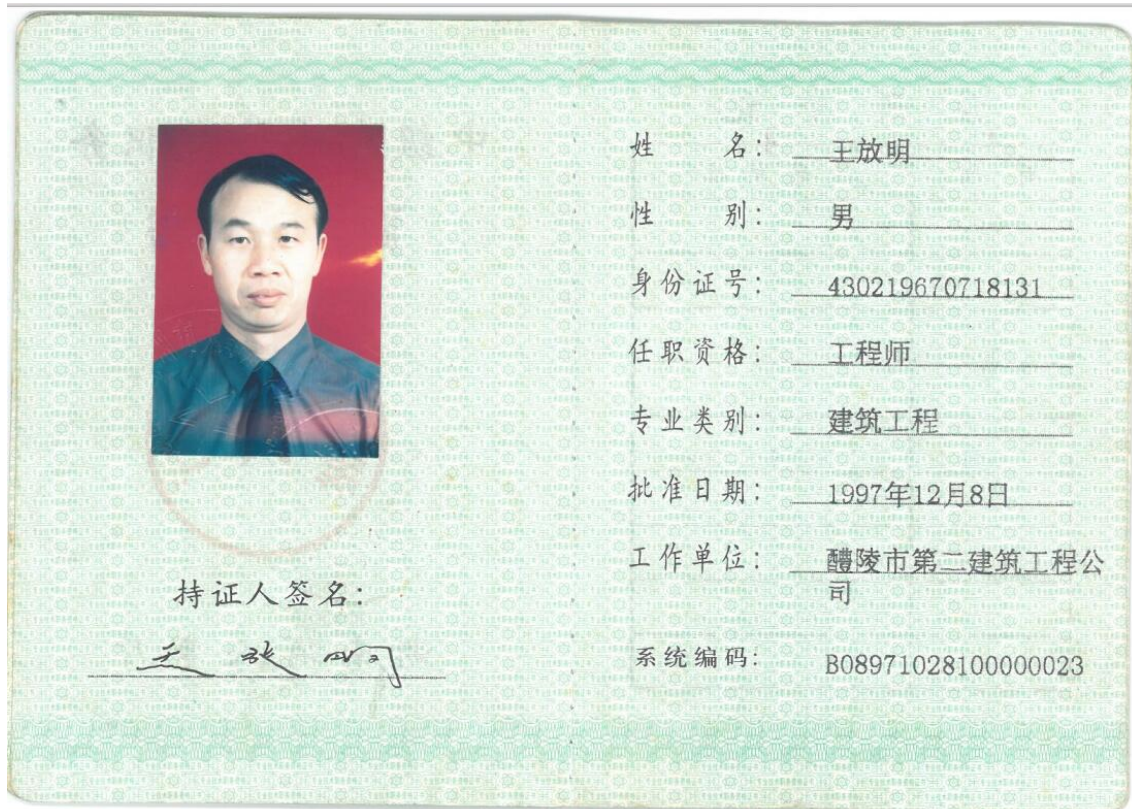 姓名：王放明
性别：男
身份证号：430219670718131
任职资格：工程师
专业类别：建筑工程
批准日期：1997年12月8日
工作单位：醴陵市第二建筑工程公
司
系统编码：B08971028100000023
持证人签名：
王放明